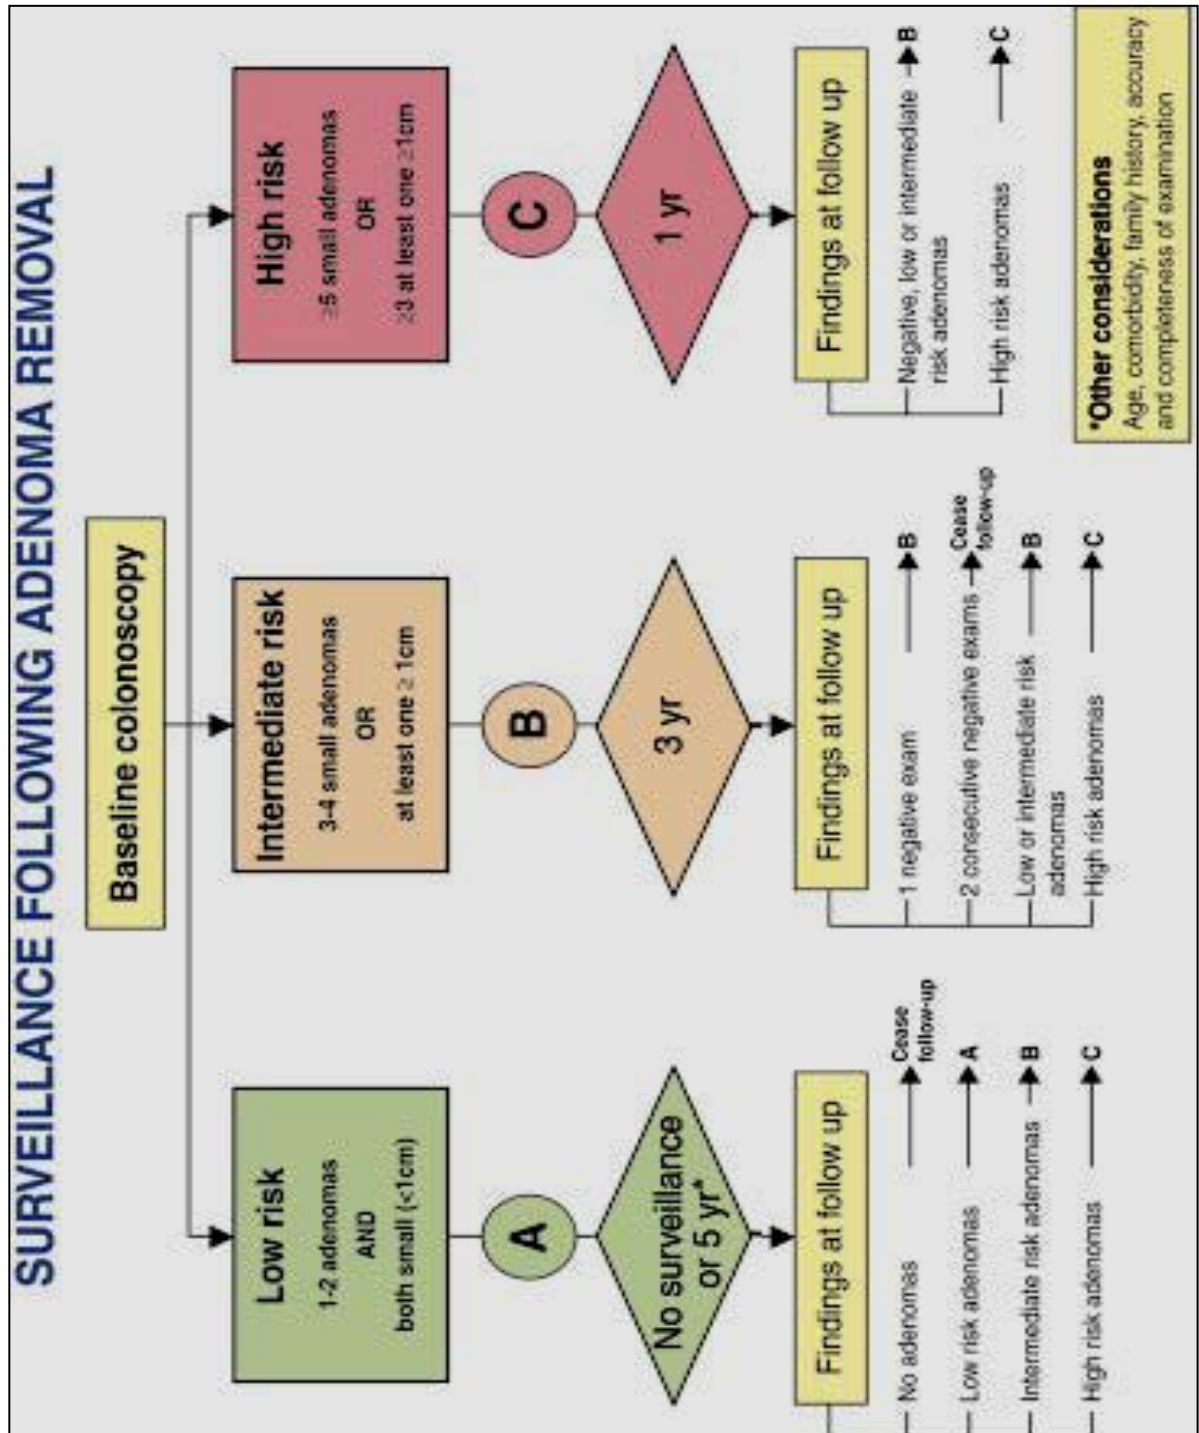 SURVEILLANCE FOLLOWING ADENOMA REMOVAL
Baseline colonoscopy
Low risk
1-2 adenomas
AND
both small (<1cm)
A
No surveillance
or 5 yr*
Findings at follow up
No adenomas
Cease
follow-up
Low risk adenomas
A
Intermediate risk adenomas
B
High risk adenomas
C
Intermediate risk
3-4 small adenomas
OR
at least one ≥ 1cm
B
3 yr
Findings at follow up
1 negative exam
B
2 consecutive negative exams
Cease
follow-up
Low or intermediate risk
adenomas
B
High risk adenomas
C
High risk
≥5 small adenomas
OR
≥3 at least one ≥1cm
C
1 yr
Findings at follow up
Negative, low or intermediate
risk adenomas
B
High risk adenomas
C
*Other considerations
Age, comorbidity, family history, accuracy
and completeness of examination